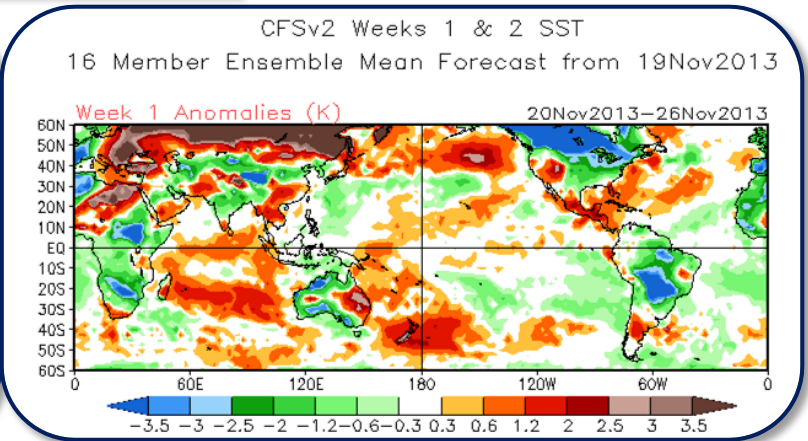 CFSv2 Weeks 1 & 2 SST
16 Member Ensemble Mean Forecast from 19Nov2013
Week 1 Anomalies (K) 20Nov2013–26Nov2013
60N
50N
40N
30N
20N
10N
EQ
10S
20S
30S
40S
50S
60S
0 60E 120E 180 120W 60W 0
-3.5 -3 -2.5 -2 -1.2 -0.6 -0.3 0.3 0.6 1.2 2 2.5 3 3.5